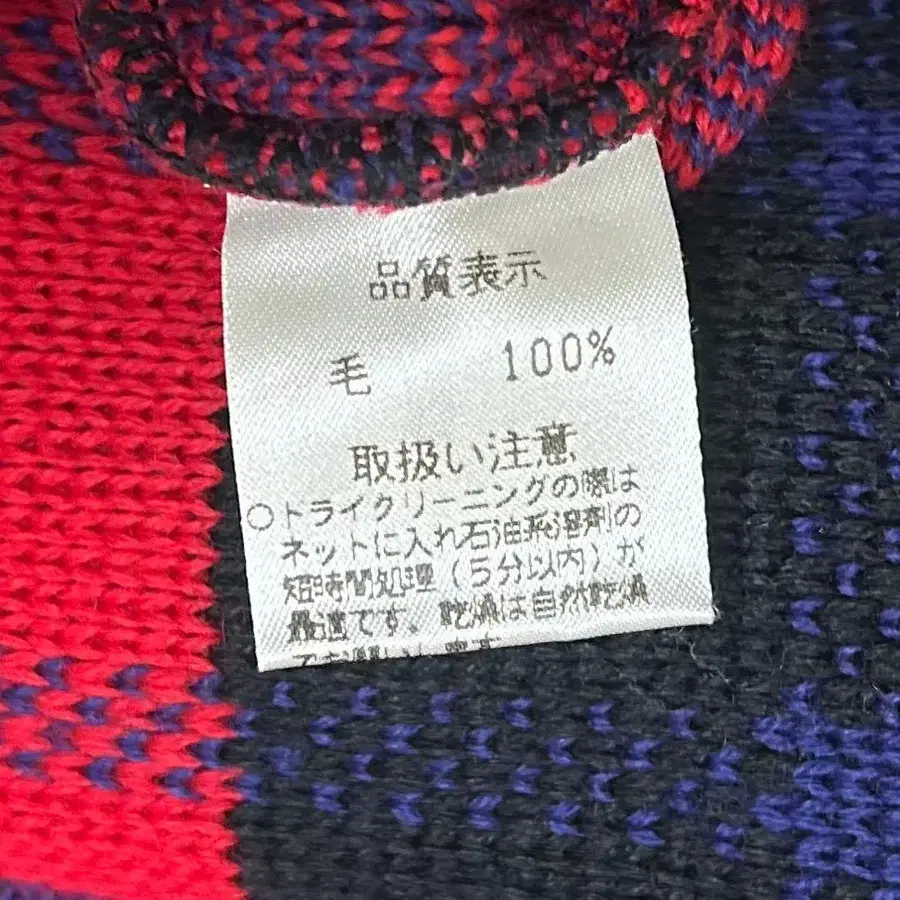 品質表示
毛 100%
取扱い注意
○ドライクリーニングの際は
ネットに入れ石油系溶剤の
短時間処理(5分以内)が
最適です。乾燥は自然乾燥